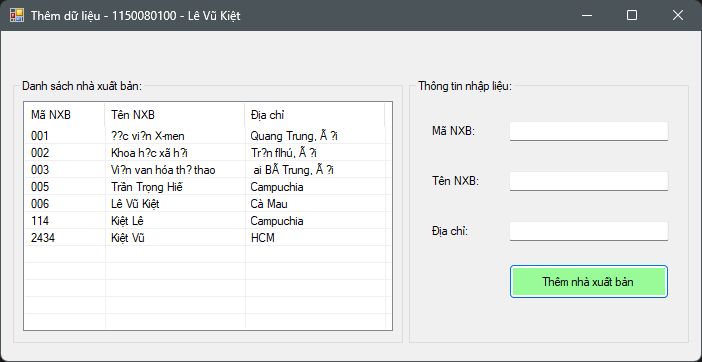 Thêm dữ liệu - 1150080100 - Lê Vũ Kiệt
Danh sách nhà xuất bản:
Mã NXB Tên NXB Địa chỉ
001 ??c vi?n X-men Quang Trung, Ã ?i
002 Khoa h?c xã h?i Tr?n flhú, Ã ?i
003 Vi?n van hóa th? thao ai BÃ Trung, Ã ?i
005 Trần Trọng Hiế Campuchia
006 Lê Vũ Kiệt Cà Mau
114 Kiệt Lê Campuchia
2434 Kiệt Vũ HCM
Thông tin nhập liệu:
Mã NXB:
Tên NXB:
Địa chỉ:
Thêm nhà xuất bản